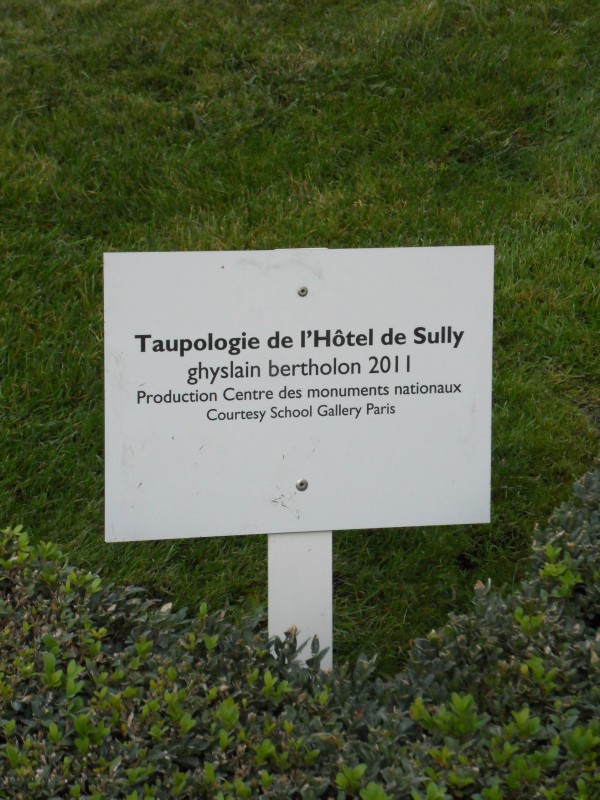 Taupologie de l'Hôtel de Sully
ghyslain bertholon 2011
Production Centre des monuments nationaux
Courtesy School Gallery Paris